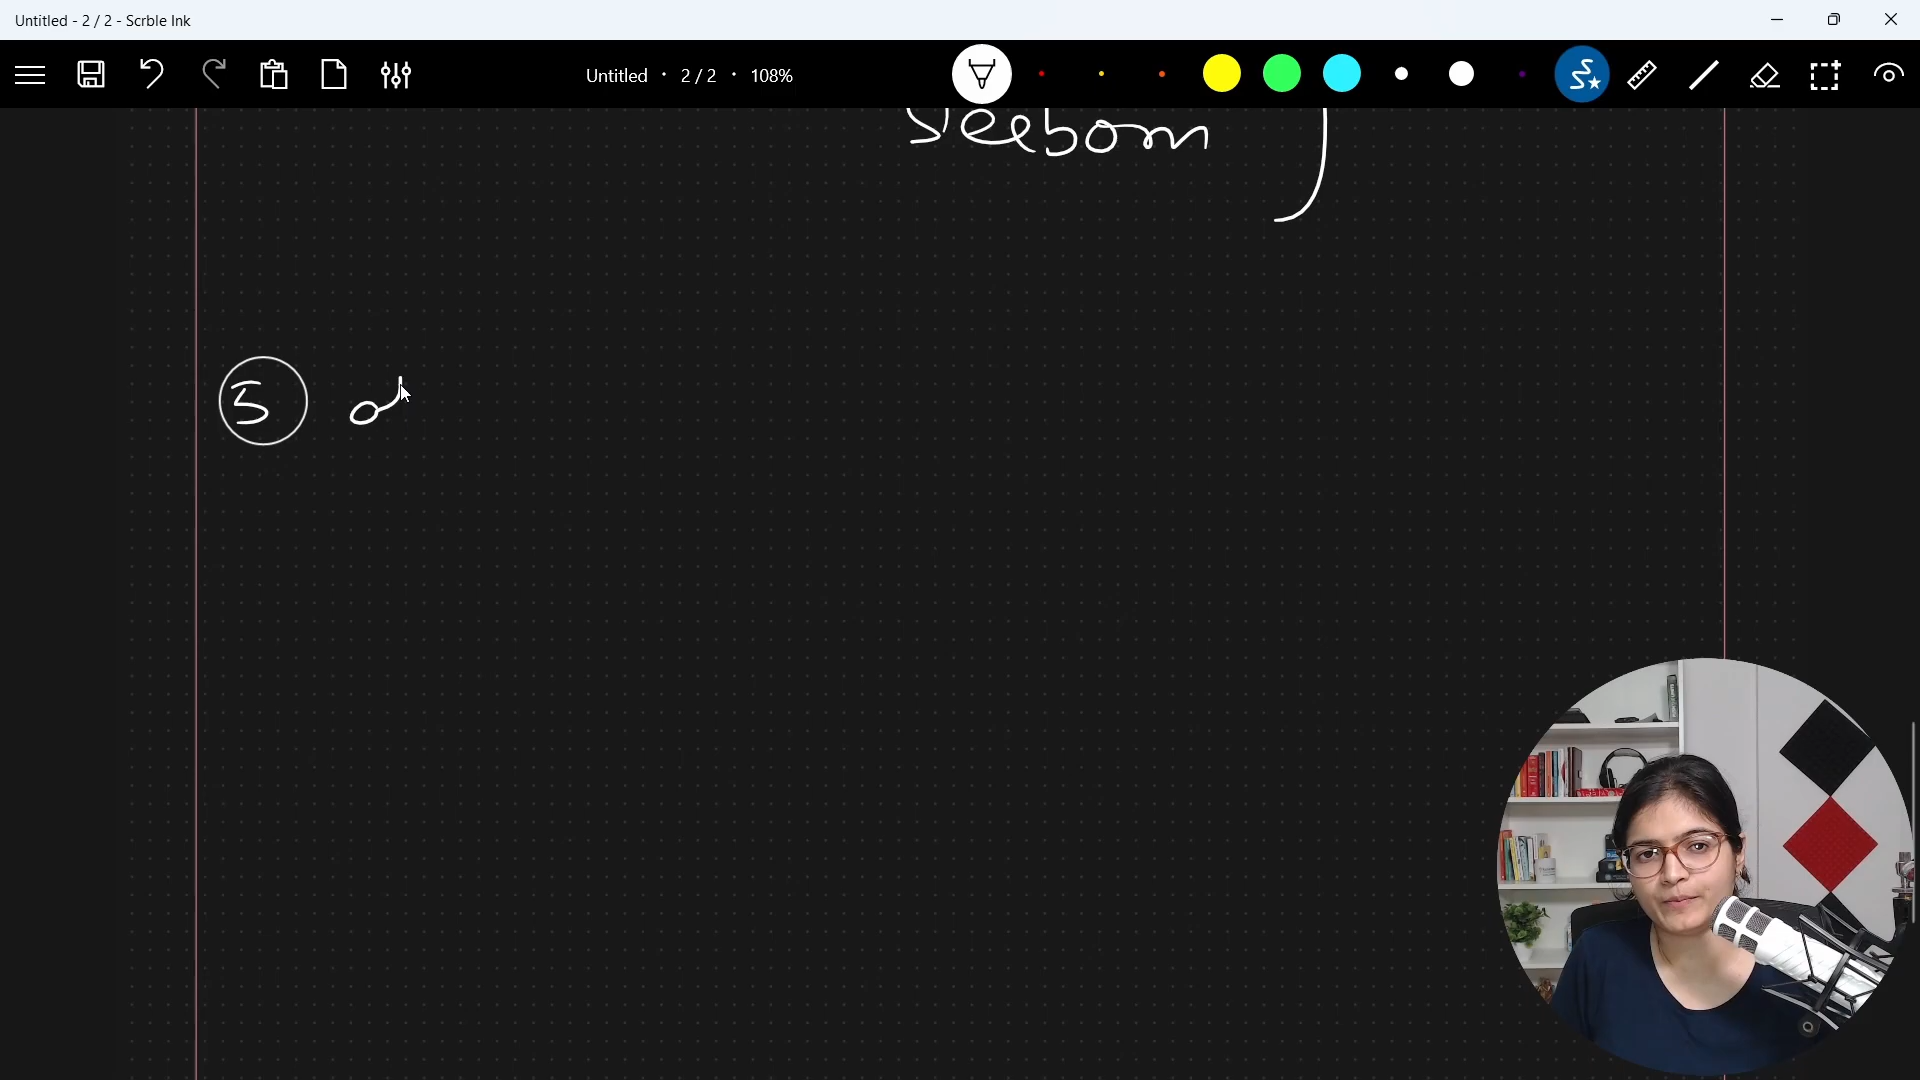 Untitled - 2 / 2 - Scrble Ink
Untitled · 2 / 2 · 108%
5